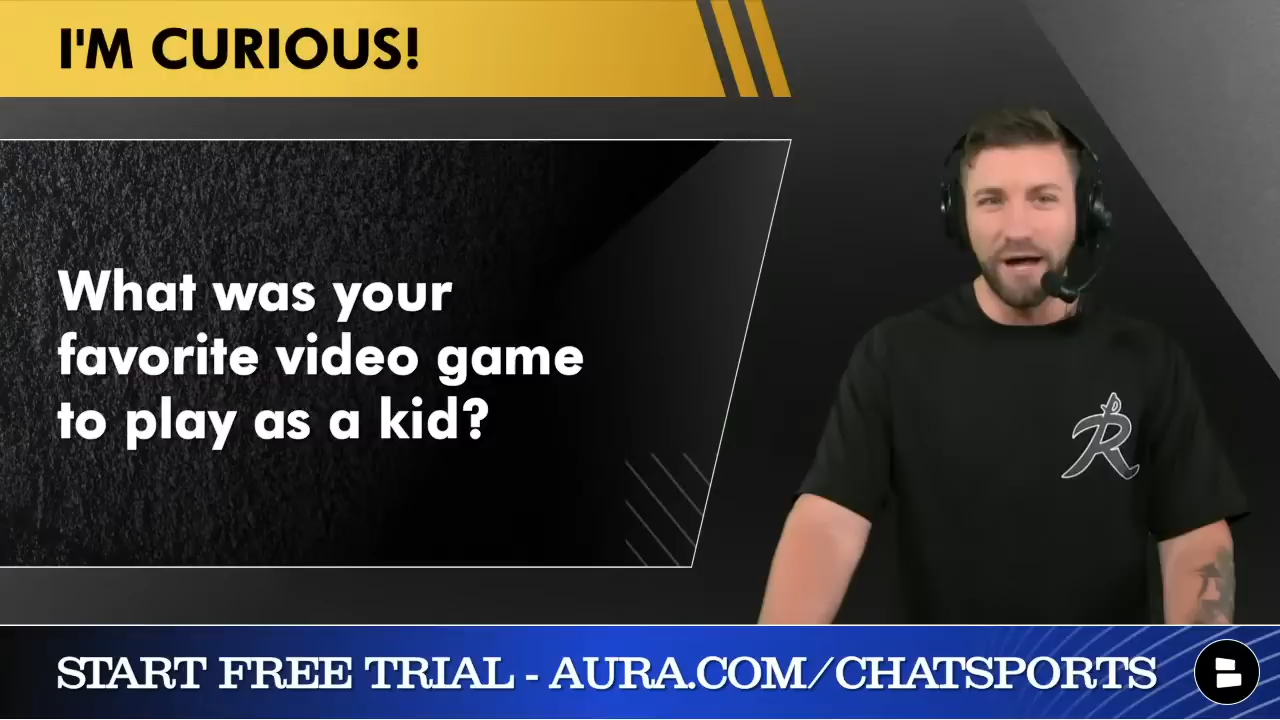 I'M CURIOUS!
What was your
favorite video game
to play as a kid?
R
START FREE TRIAL - AURA.COM/CHATSPORTS